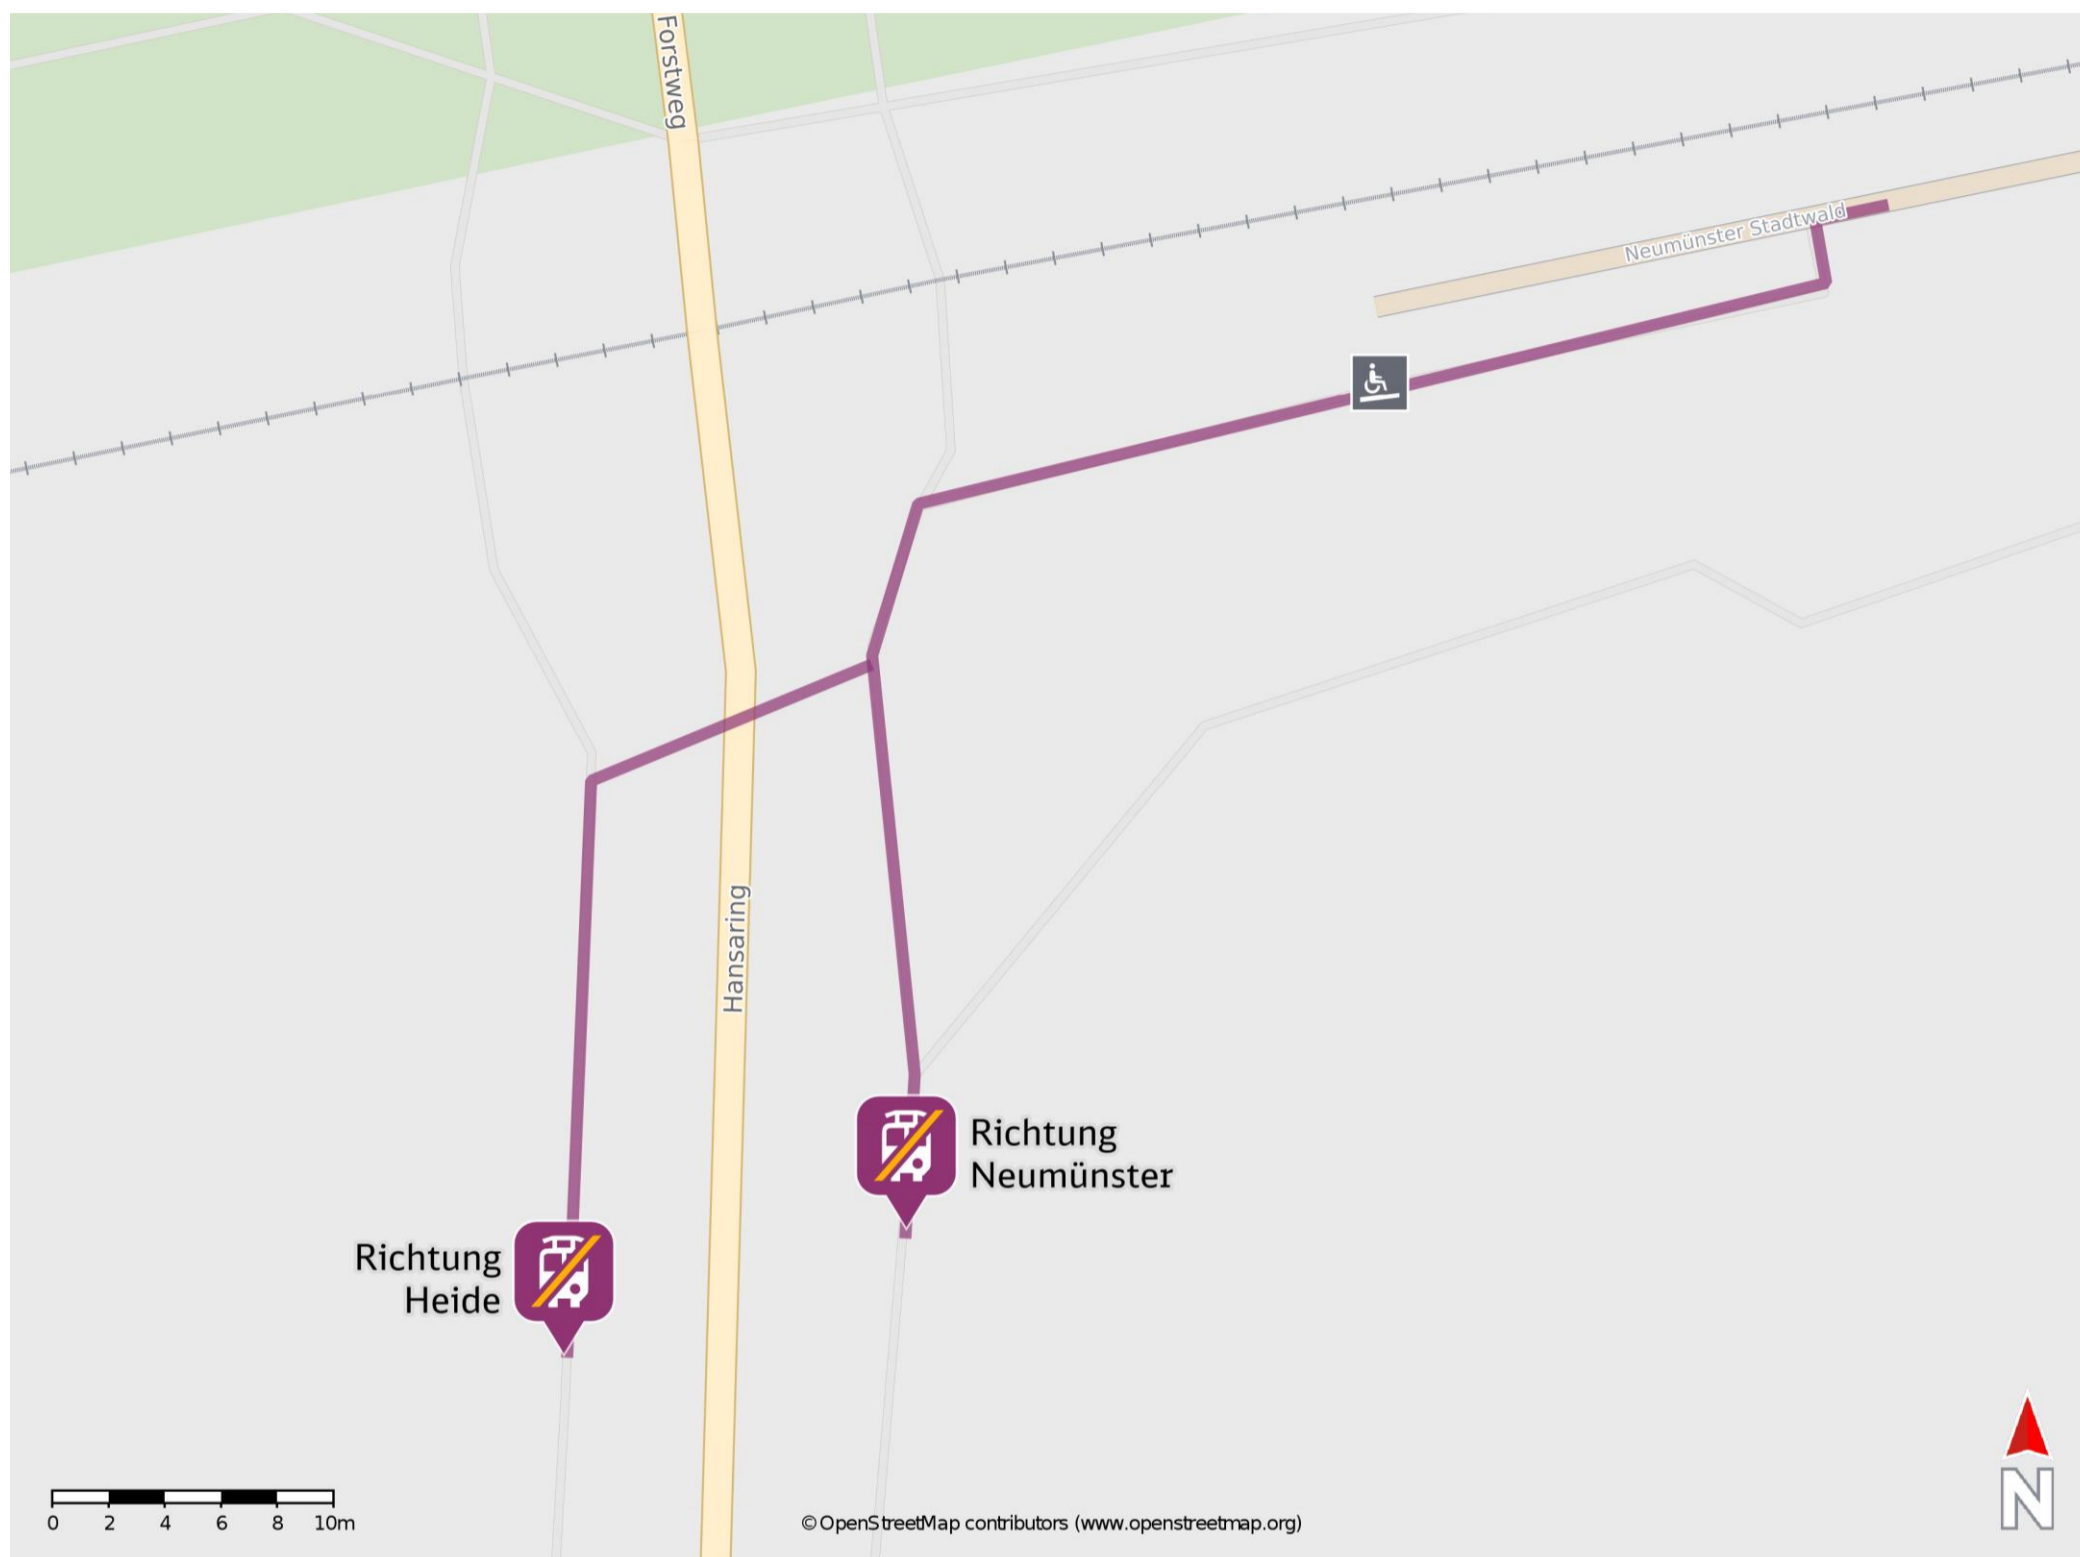 Forstweg
Neumünster Stadtwald
Hansaring
Richtung
Neumünster
Richtung
Heide
N
0 2 4 6 8 10m
© OpenStreetMap contributors (www.openstreetmap.org)